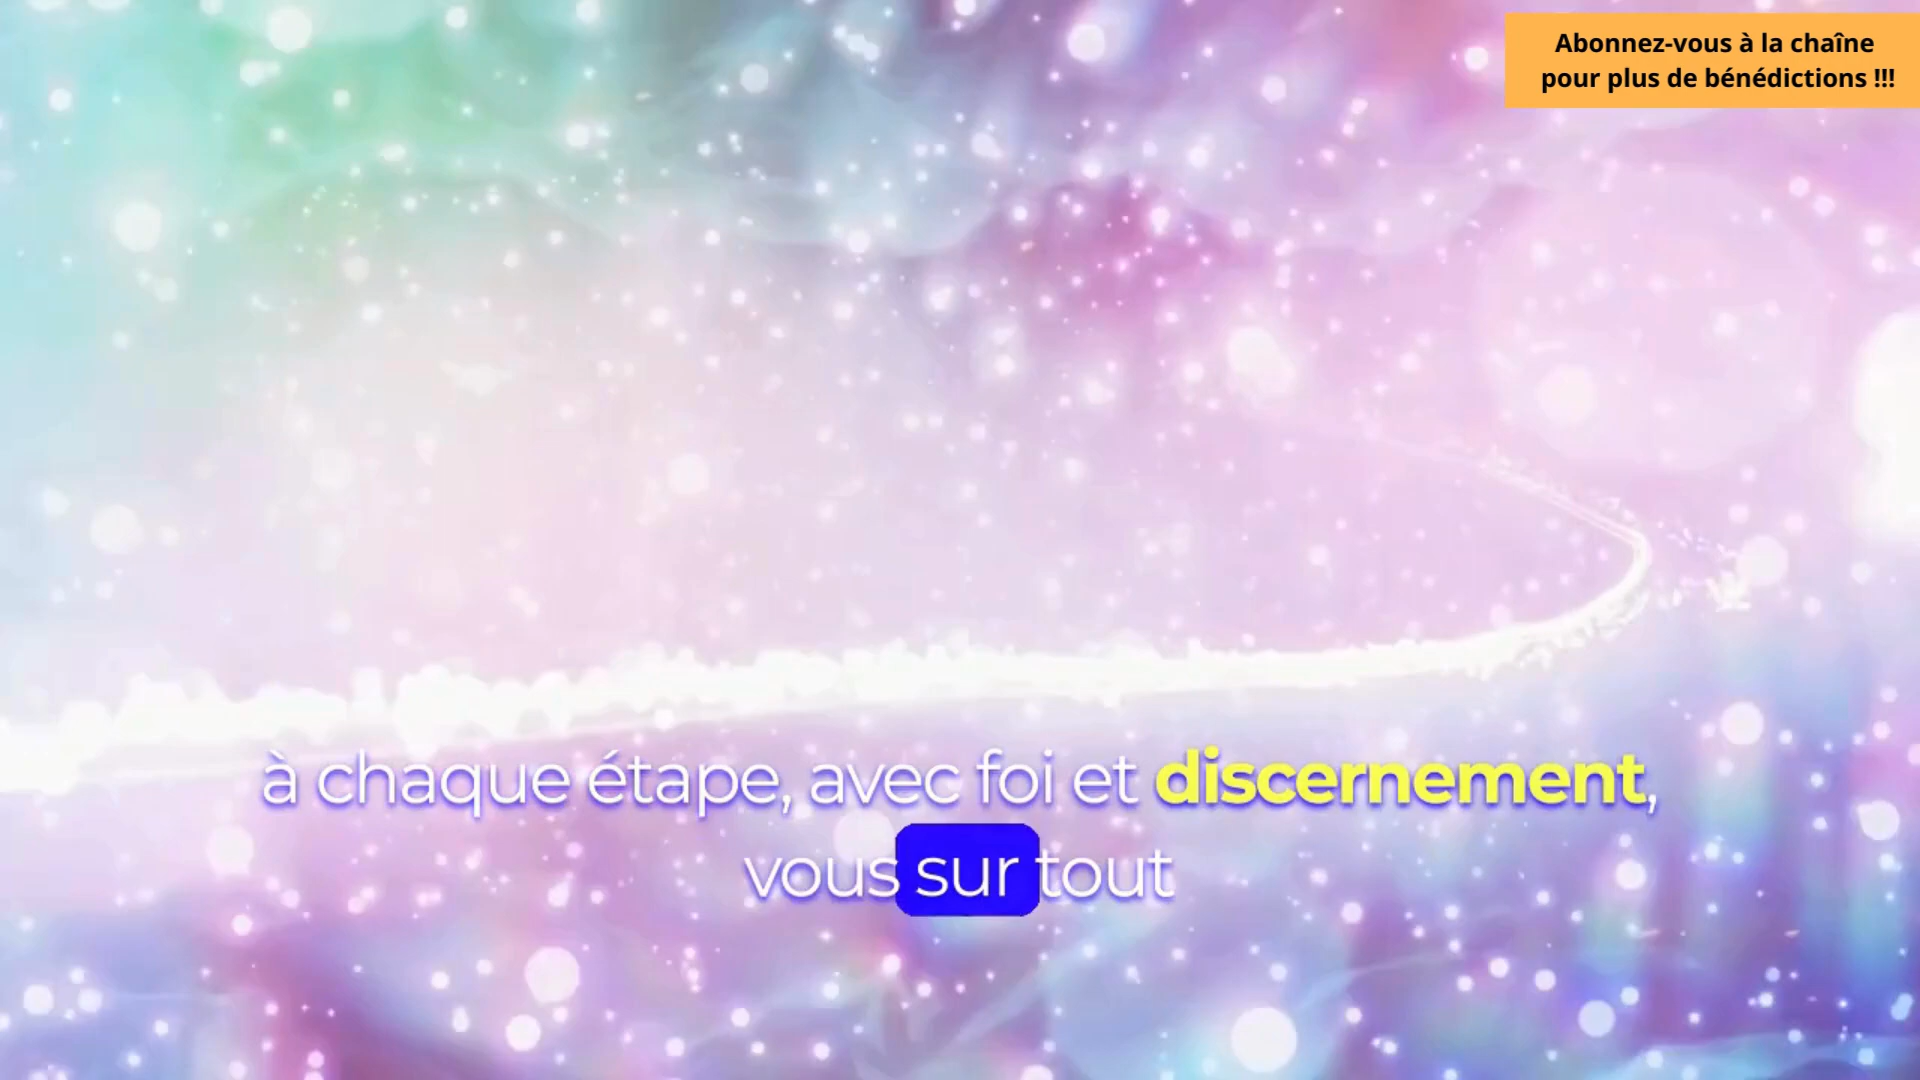 Abonnez-vous à la chaîne
pour plus de bénédictions !!!
à chaque étape, avec foi et discernement,
vous sur tout